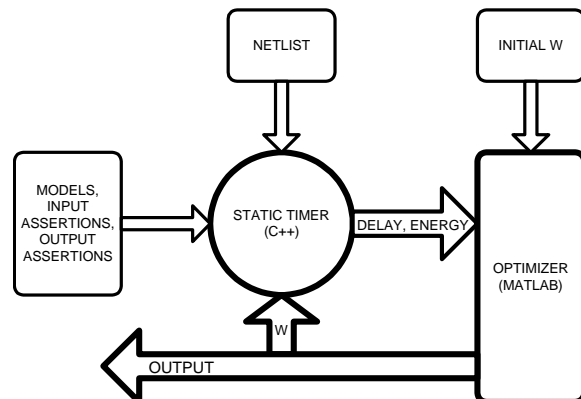 NETLIST
INITIAL W
MODELS,
INPUT
ASSERTIONS,
OUTPUT
ASSERTIONS
STATIC TIMER
(C++)
DELAY, ENERGY
OPTIMIZER
(MATLAB)
W
OUTPUT